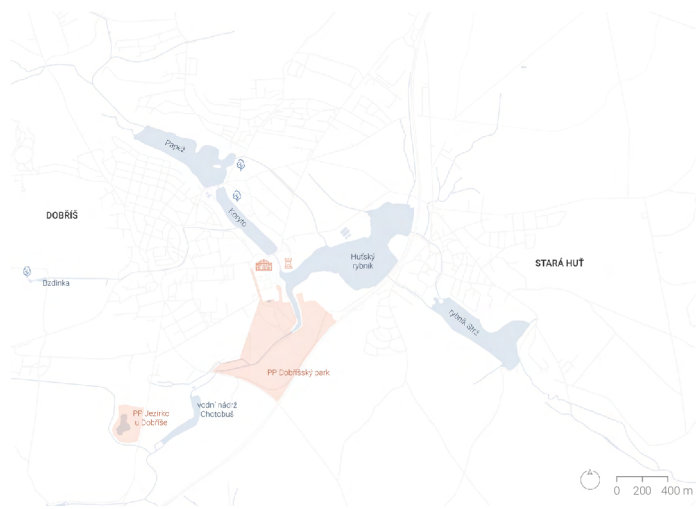 Papež
Koryto
DOBŘÍŠ
Huťský
rybník
STARÁ HUŤ
Bzdinka
rybník Strž
PP Dobříšský park
vodní nádrž
Chotobuš
PP Jezírko
u Dobříše
0 200 400 m